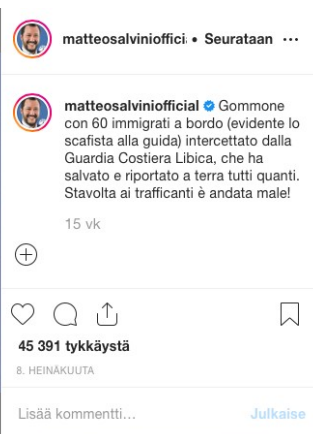 matteosalviniofficia • Seurataan ...
matteosalviniofficial Gommone
con 60 immigrati a bordo (evidente lo
scafista alla guida) intercettato dalla
Guardia Costiera Libica, che ha
salvato e riportato a terra tutti quanti.
Stavolta ai trafficanti è andata male!
15 vk
45 391 tykkäystä
8. HEINÄKUUTA
Lisää kommentti...
Julkaise